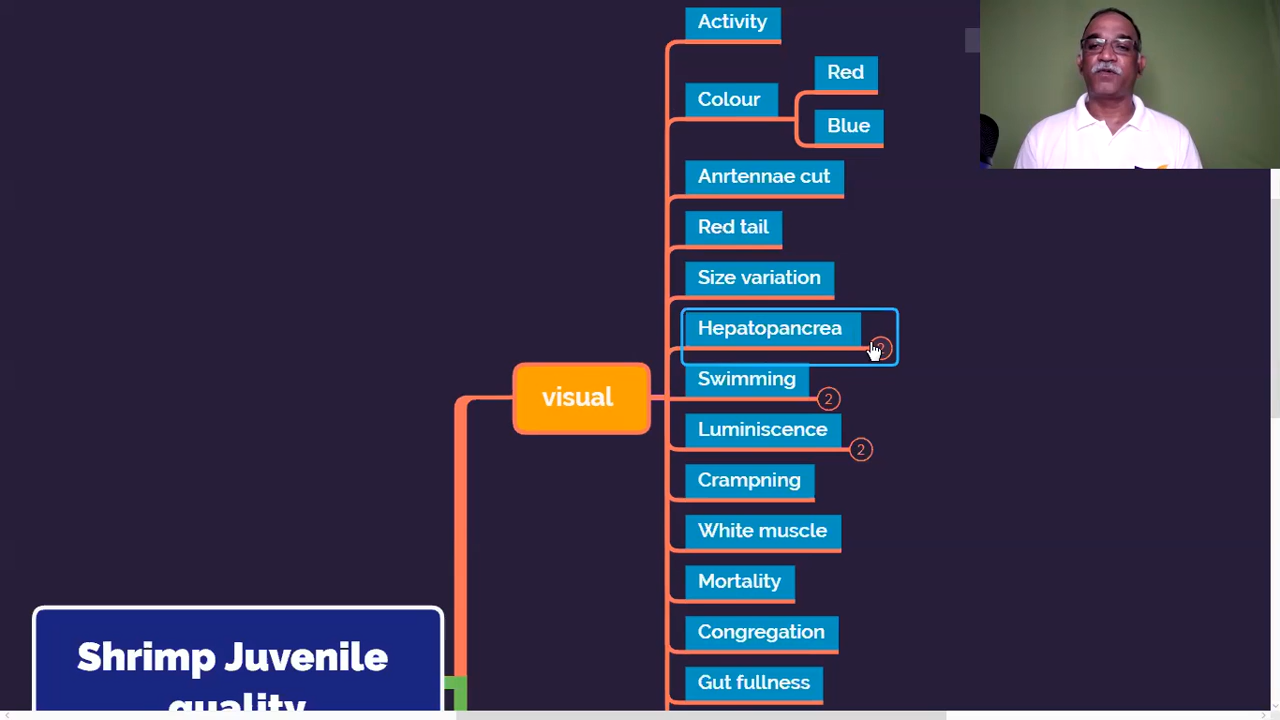 Activity
Red
Colour
Blue
Anrtennae cut
Red tail
Size variation
Hepatopancrea
Swimming
2
Luminiscence
2
Crampning
White muscle
Mortality
Congregation
Gut fullness
visual
Shrimp Juvenile
quality